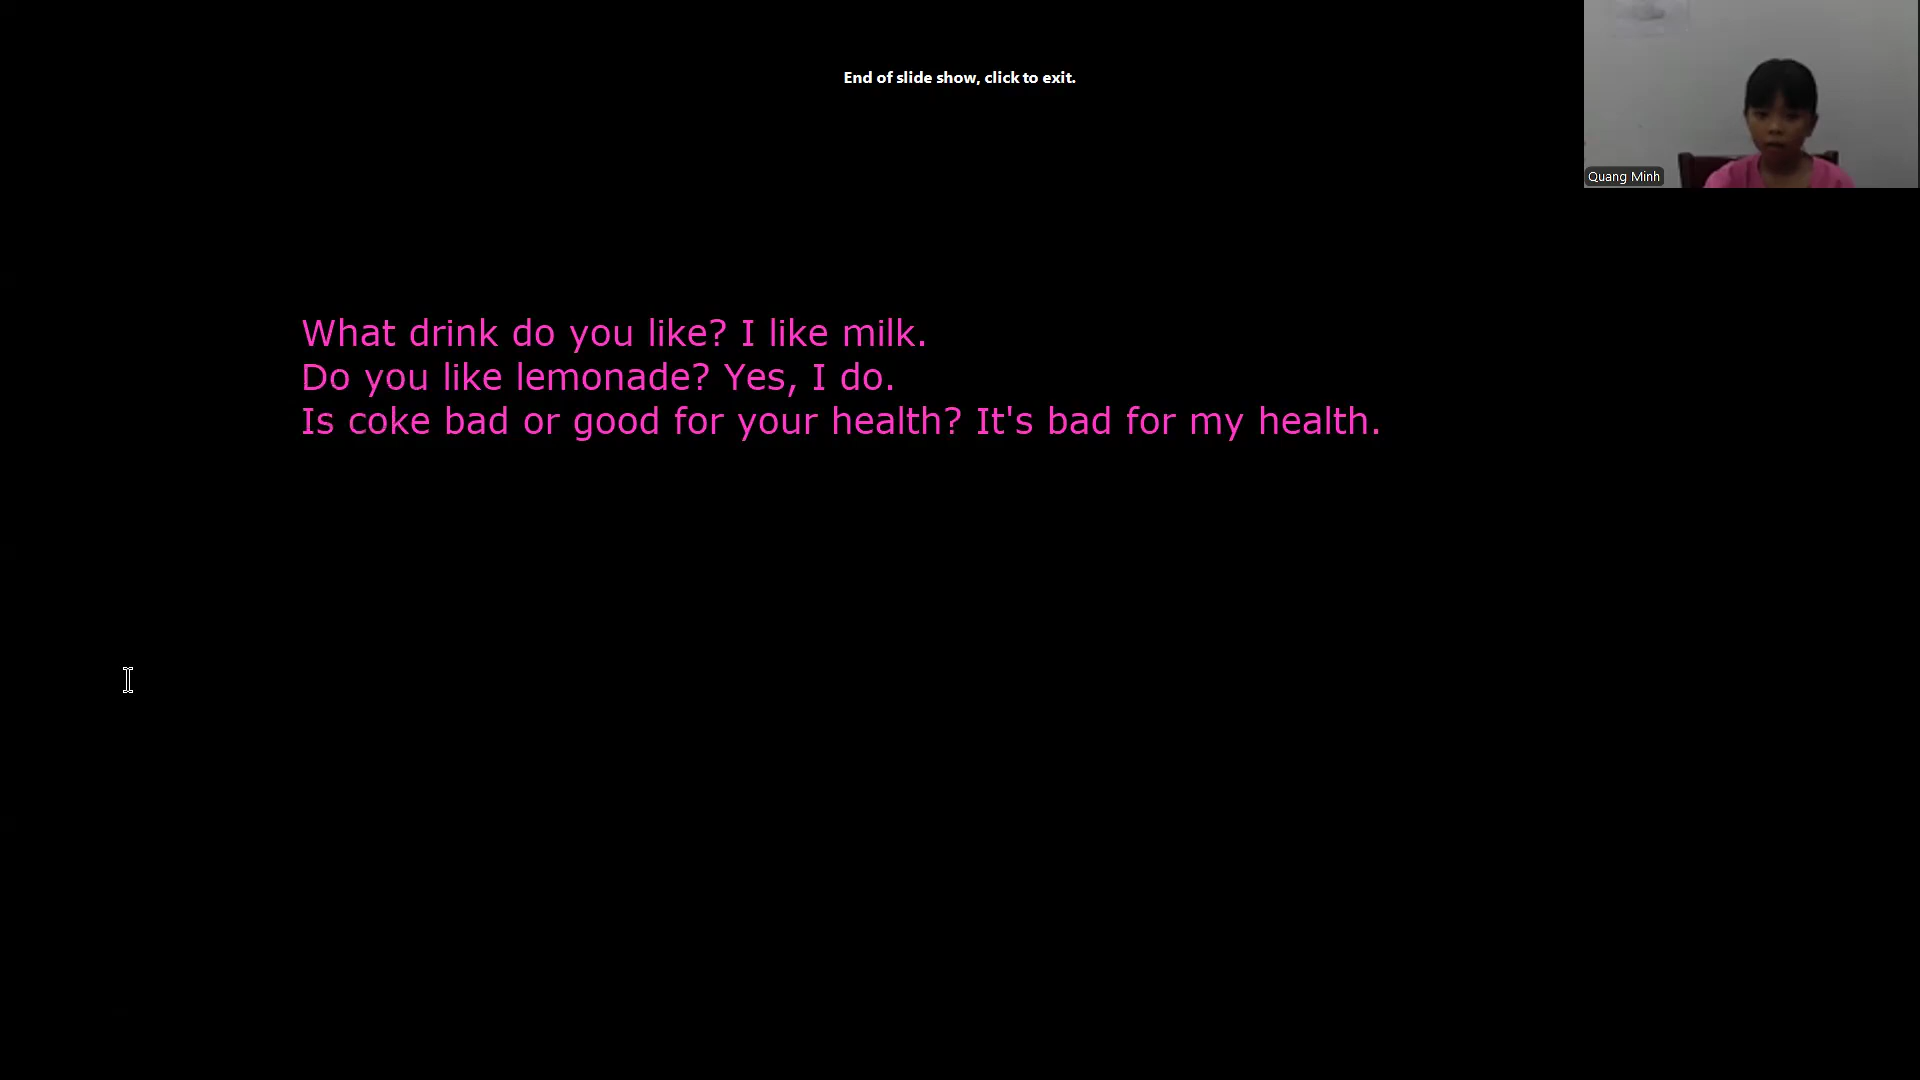 End of slide show, click to exit.
Quang Minh
What drink do you like? I like milk.
Do you like lemonade? Yes, I do.
Is coke bad or good for your health? It's bad for my health.